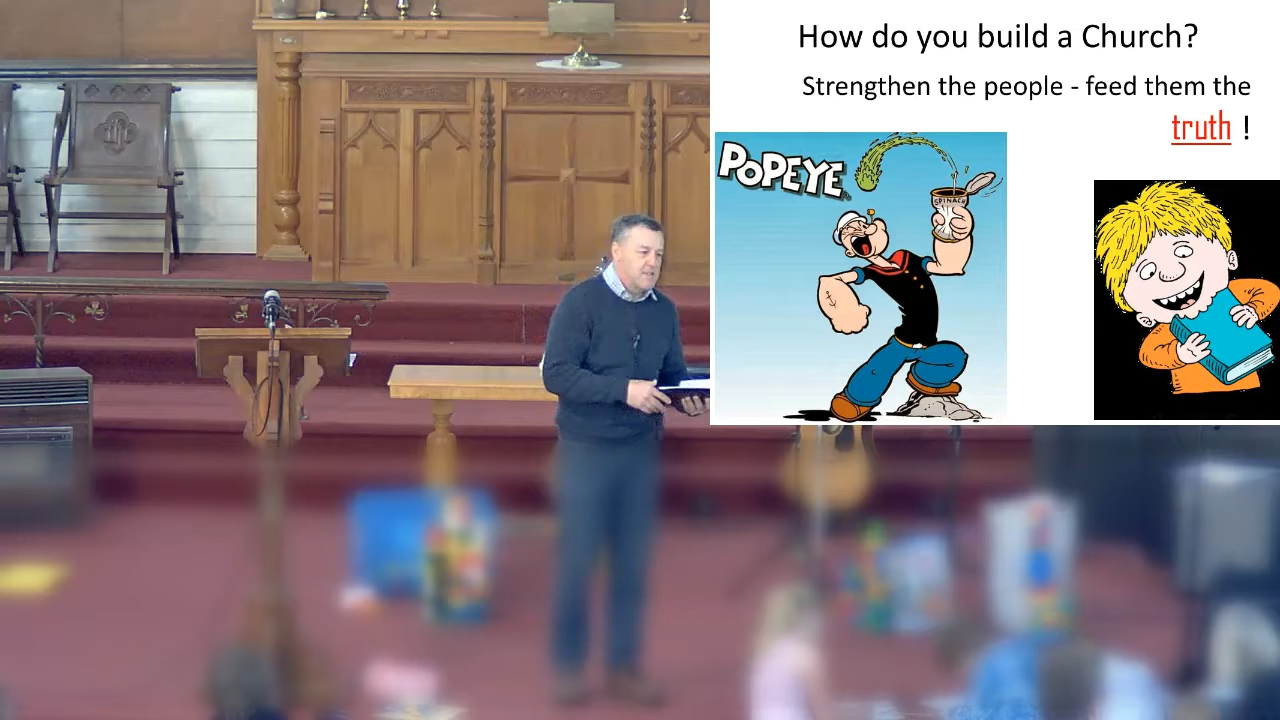 How do you build a Church?
Strengthen the people - feed them the
truth !
POPEYE
SPINACH